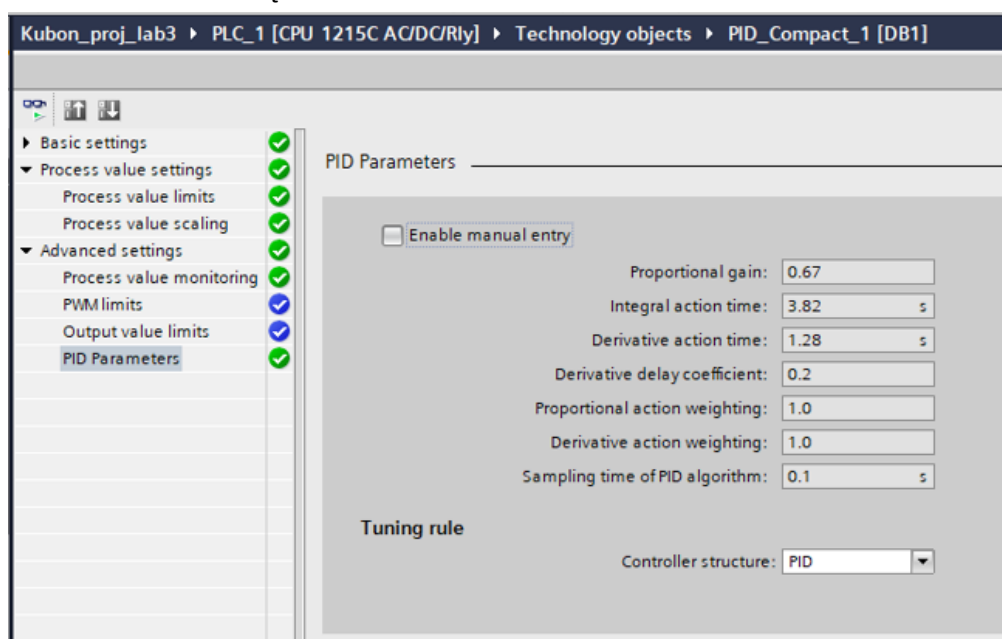 Kubon_proj_lab3 ▸ PLC_1 [CPU 1215C AC/DC/Rly] ▸ Technology objects ▸ PID_Compact_1 [DB1]
Basic settings
Process value settings
Process value limits
Process value scaling
Advanced settings
Process value monitoring
PWM limits
Output value limits
PID Parameters
PID Parameters
Enable manual entry
Proportional gain: 0.67
Integral action time: 3.82 s
Derivative action time: 1.28 s
Derivative delay coefficient: 0.2
Proportional action weighting: 1.0
Derivative action weighting: 1.0
Sampling time of PID algorithm: 0.1 s
Tuning rule
Controller structure: PID